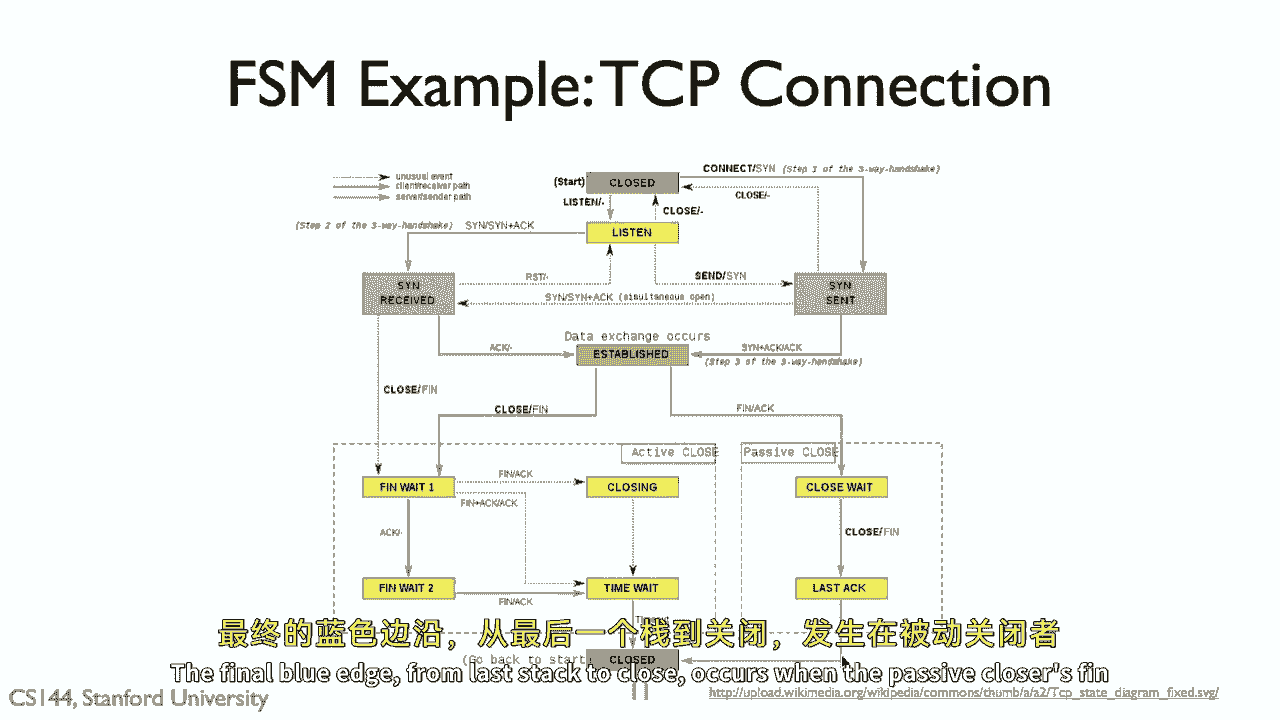 FSM Example: TCP Connection
unusual event
client/receiver path
server/sender path
(Start)
CLOSED
CONNECT/SYN (Step 1 of the 3-way-handshake)
CLOSE/-
LISTEN/-
CLOSE/-
(Step 2 of the 3-way-handshake) SYN/SYN+ACK
LISTEN
SYN
RECEIVED
RST/-
SEND/SYN
SYN
SENT
SYN/SYN+ACK (simultaneous open)
Data exchange occurs
ACK/-
ESTABLISHED
SYN+ACK/ACK
(Step 3 of the 3-way-handshake)
CLOSE/FIN
CLOSE/FIN
FIN/ACK
Active CLOSE
Passive CLOSE
FIN WAIT 1
FIN/ACK
CLOSING
CLOSE WAIT
FIN+ACK/ACK
ACK/-
CLOSE/FIN
FIN WAIT 2
FIN/ACK
TIME WAIT
LAST ACK
最终的蓝色边沿，从最后一个栈到关闭，发生在被动关闭者
(Go back to start)
CLOSED
The final blue edge, from last stack to close, occurs when the passive closer's fin
CS144, Stanford University
http://upload.wikimedia.org/wikipedia/commons/thumb/a/a2/Tcp_state_diagram_fixed.svg/